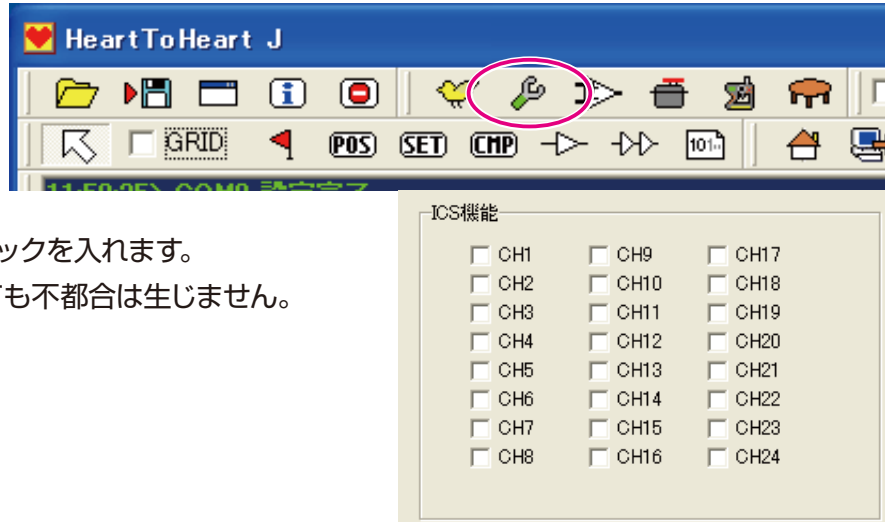 HeartToHeart J
GRID POS SET CMP 101..
ICS機能
ックを入れます。
も不都合は生じません。
CH1 CH9 CH17
CH2 CH10 CH18
CH3 CH11 CH19
CH4 CH12 CH20
CH5 CH13 CH21
CH6 CH14 CH22
CH7 CH15 CH23
CH8 CH16 CH24